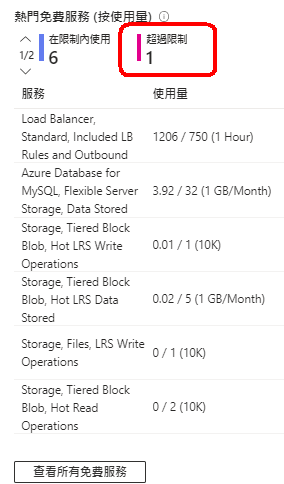 熱門免費服務 (按使用量)
在限制內使用
6
超過限制
1
1/2
服務
使用量
Load Balancer,
Standard, Included LB
Rules and Outbound
1206 / 750 (1 Hour)
Azure Database for
MySQL, Flexible Server
Storage, Data Stored
3.92 / 32 (1 GB/Month)
Storage, Tiered Block
Blob, Hot LRS Write
Operations
0.01 / 1 (10K)
Storage, Tiered Block
Blob, Hot LRS Data
Stored
0.02 / 5 (1 GB/Month)
Storage, Files, LRS Write
Operations
0 / 1 (10K)
Storage, Tiered Block
Blob, Hot Read
Operations
0 / 2 (10K)
查看所有免費服務